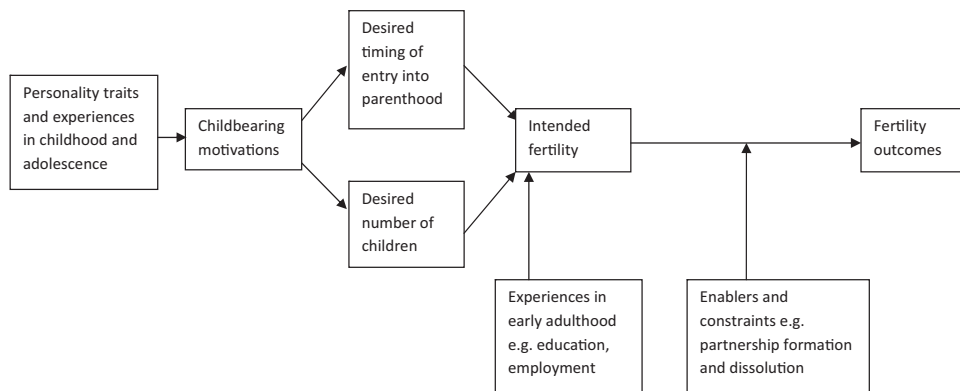 Personality traits
and experiences
in childhood and
adolescence
Childbearing
motivations
Desired
timing of
entry into
parenthood
Desired
number of
children
Intended
fertility
Experiences in
early adulthood
e.g. education,
employment
Enablers and
constraints e.g.
partnership formation
and dissolution
Fertility
outcomes